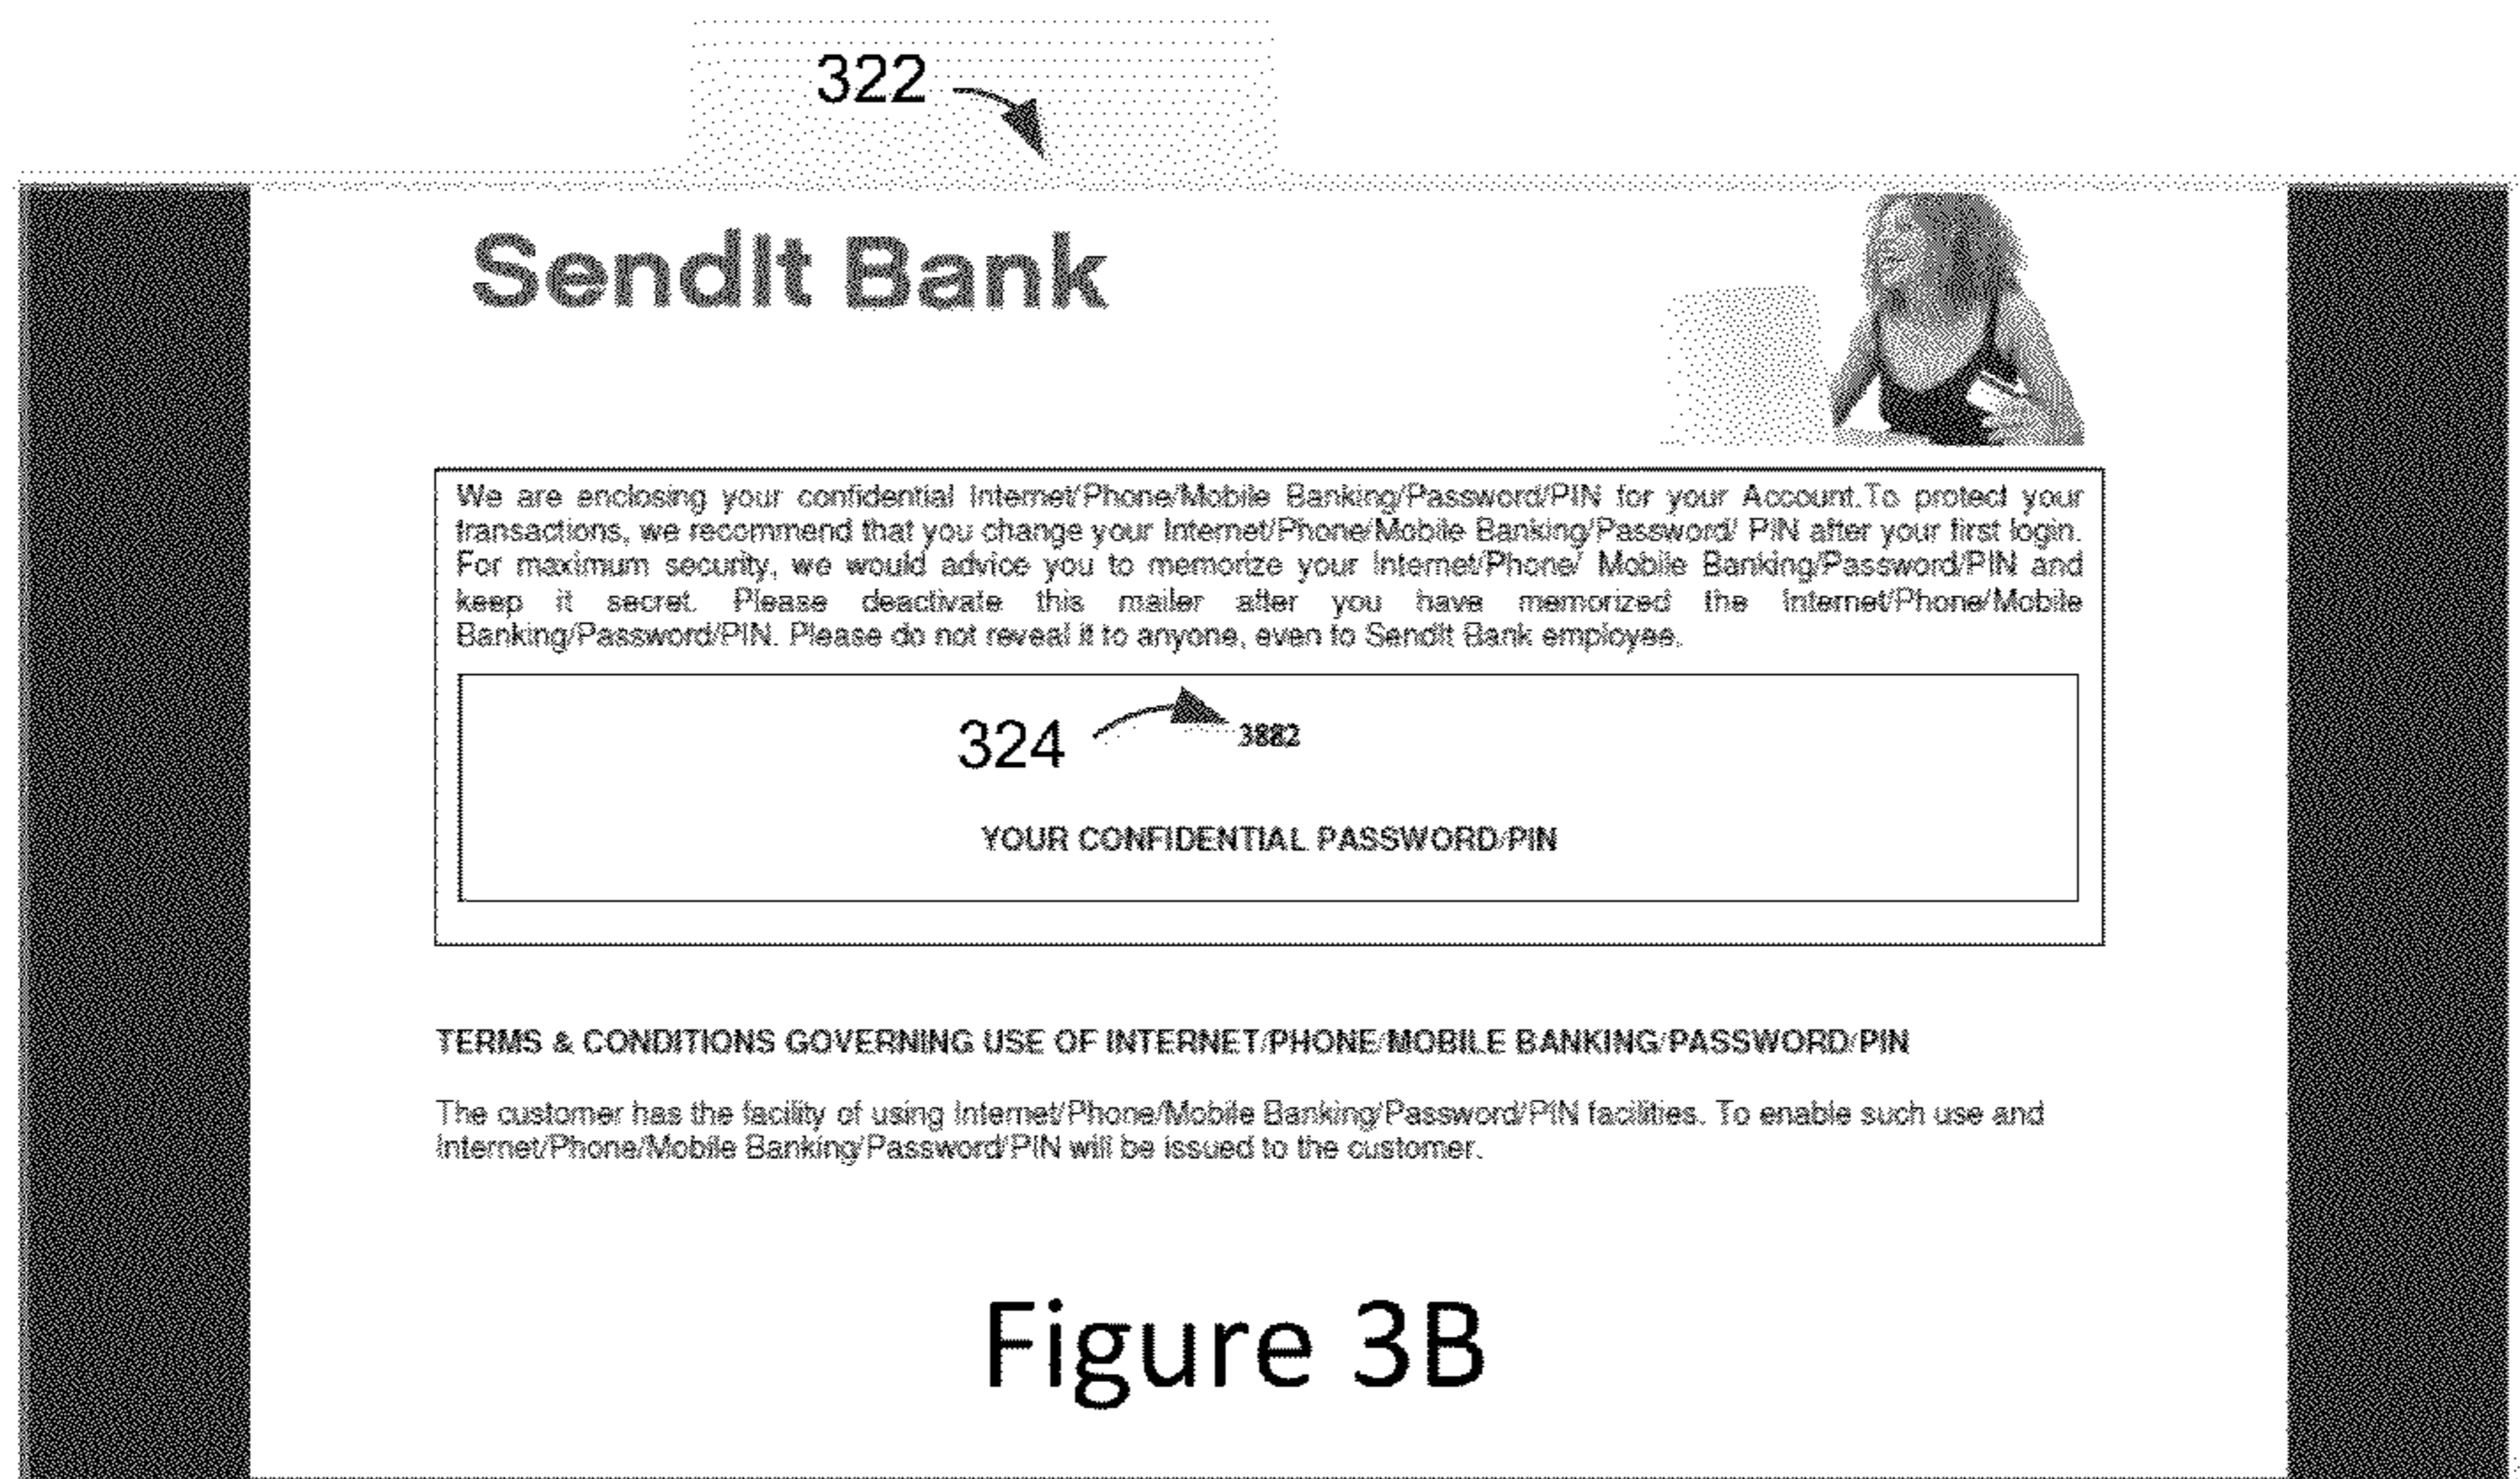 322
SendIt Bank
We are enclosing your confidential Internet/Phone/Mobile Banking/Password/PIN for your Account.To protect your
transactions, we recommend that you change your Internet/Phone/Mobile Banking/Password/ PIN after your first login.
For maximum security, we would advice you to memorize your Internet/Phone/ Mobile Banking/Password/PIN and
keep it secret. Please deactivate this mailer after you have memorized the Internet/Phone/Mobile
Banking/Password/PIN. Please do not reveal it to anyone, even to SendIt Bank employee.
324 3882
YOUR CONFIDENTIAL PASSWORD/PIN
TERMS & CONDITIONS GOVERNING USE OF INTERNET/PHONE/MOBILE BANKING/PASSWORD/PIN
The customer has the facility of using Internet/Phone/Mobile Banking/Password/PIN facilities. To enable such use and
Internet/Phone/Mobile Banking/Password/PIN will be issued to the customer.
Figure 3B